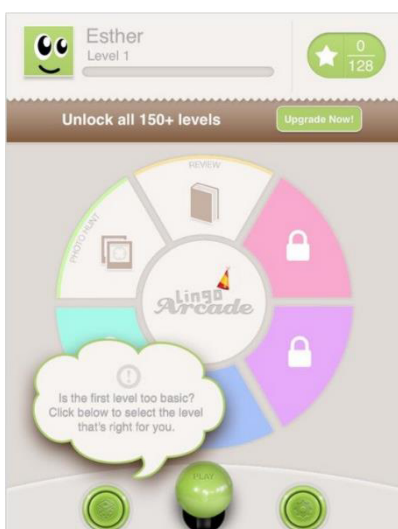 Esther
Level 1
0
128
Unlock all 150+ levels
Upgrade Now!
REVIEW
PHOTO HUNT
Lingo
Arcade
Is the first level too basic?
Click below to select the level
that's right for you.
PLAY